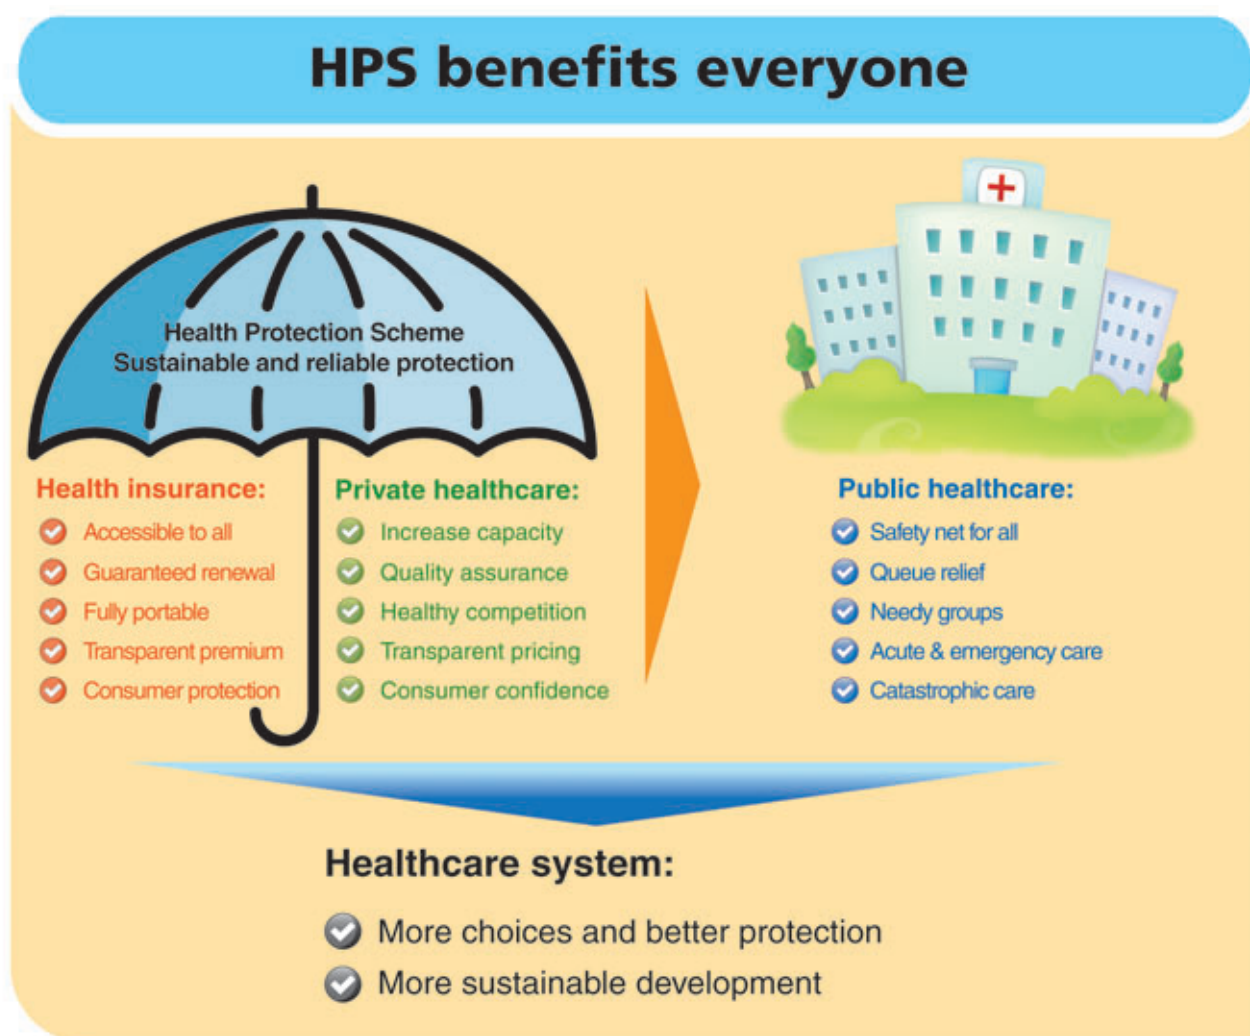 HPS benefits everyone
Health Protection Scheme
Sustainable and reliable protection
Health insurance:
Accessible to all
Guaranteed renewal
Fully portable
Transparent premium
Consumer protection
Private healthcare:
Increase capacity
Quality assurance
Healthy competition
Transparent pricing
Consumer confidence
Public healthcare:
Safety net for all
Queue relief
Needy groups
Acute & emergency care
Catastrophic care
Healthcare system:
More choices and better protection
More sustainable development